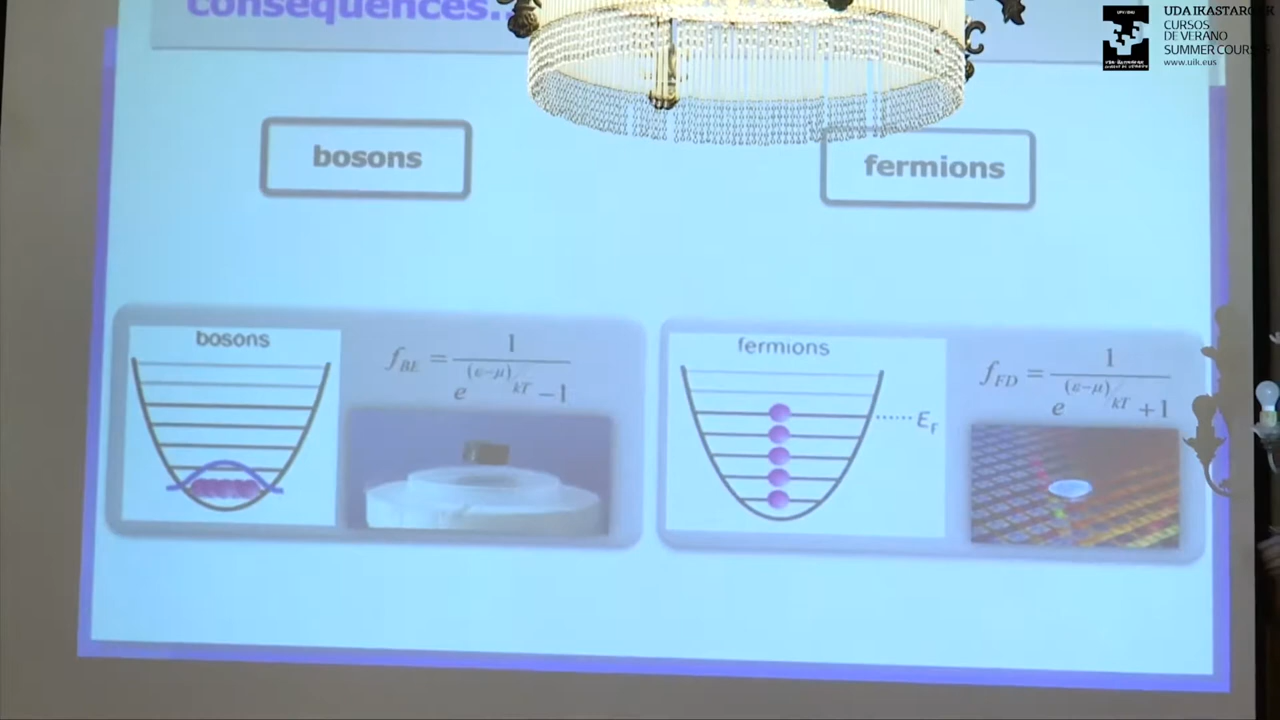 consequences..
UDA IKASTAROAK
CURSOS
DE VERANO
SUMMER COURSES
www.uik.eus
bosons
fermions
bosons
f_BE = 1 / e^(ε−μ)/kT −1
fermions
E_F
f_FD = 1 / e^(ε−μ)/kT +1